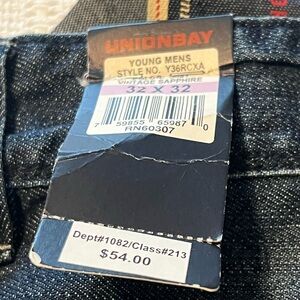 UNIONBAY
YOUNG MENS
STYLE NO. Y36RCXA
VINTAGE SAPPHIRE
32 X 32
7 59855 65987 0
RN60307
Dept#1082/Class#213
$54.00